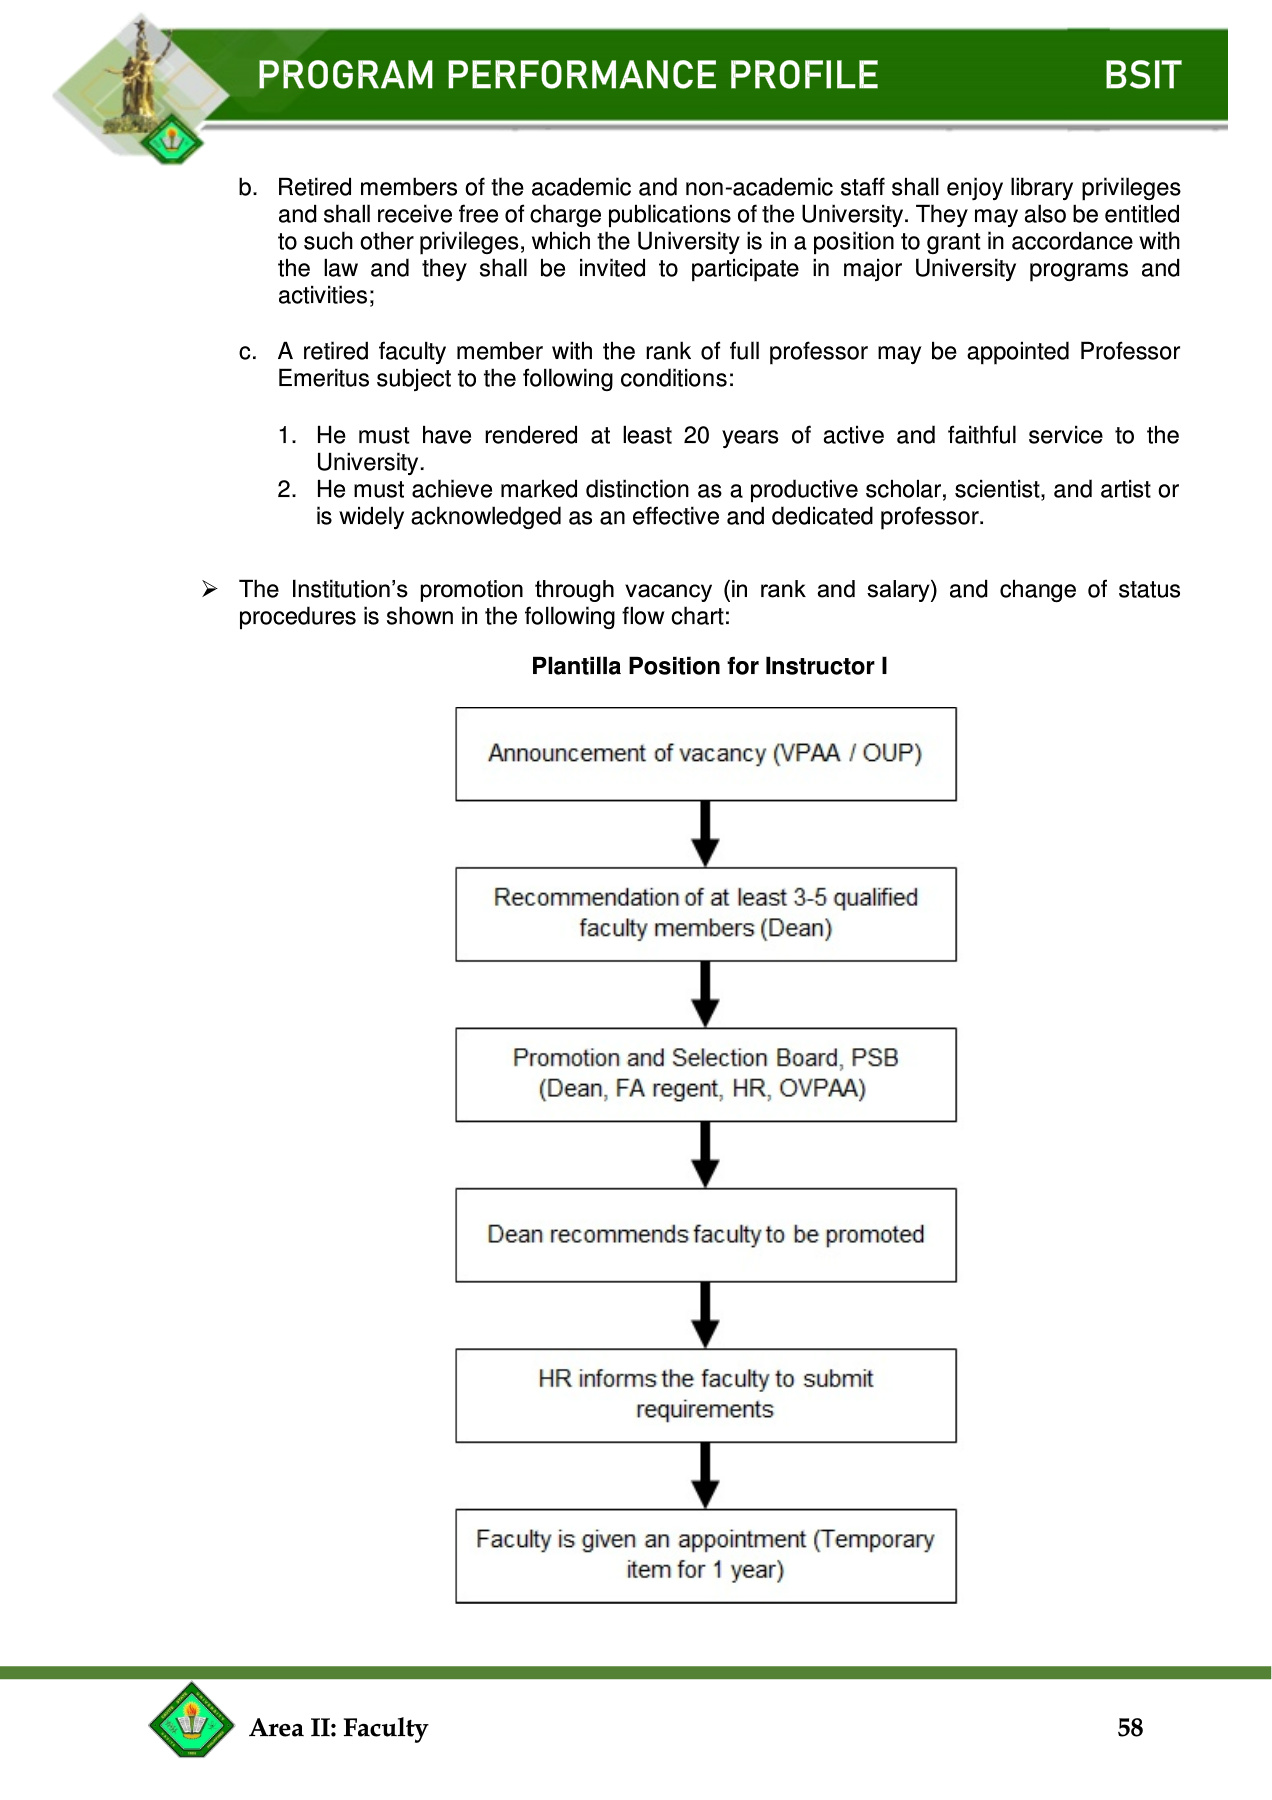 PROGRAM PERFORMANCE PROFILE BSIT
b. Retired members of the academic and non-academic staff shall enjoy library privileges
and shall receive free of charge publications of the University. They may also be entitled
to such other privileges, which the University is in a position to grant in accordance with
the law and they shall be invited to participate in major University programs and
activities;
c. A retired faculty member with the rank of full professor may be appointed Professor
Emeritus subject to the following conditions:
1. He must have rendered at least 20 years of active and faithful service to the
University.
2. He must achieve marked distinction as a productive scholar, scientist, and artist or
is widely acknowledged as an effective and dedicated professor.
➢ The Institution’s promotion through vacancy (in rank and salary) and change of status
procedures is shown in the following flow chart:
Plantilla Position for Instructor I
Announcement of vacancy (VPAA / OUP)
Recommendation of at least 3-5 qualified
faculty members (Dean)
Promotion and Selection Board, PSB
(Dean, FA regent, HR, OVPAA)
Dean recommends faculty to be promoted
HR informs the faculty to submit
requirements
Faculty is given an appointment (Temporary
item for 1 year)
Area II: Faculty 58